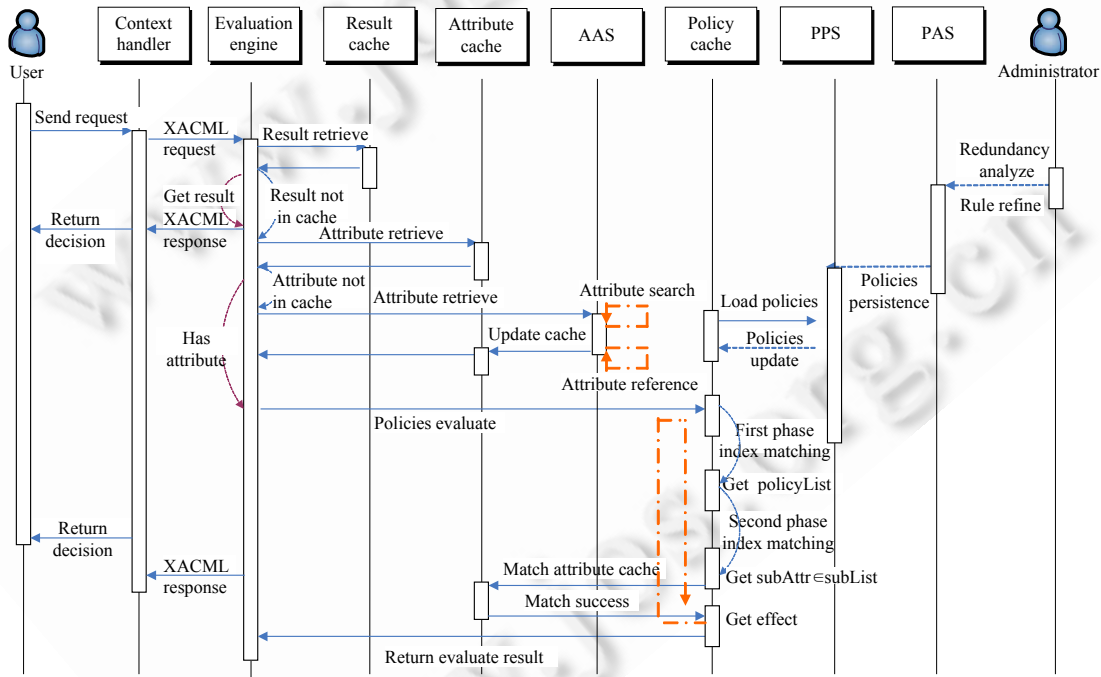 User
Context
handler
Evaluation
engine
Result
cache
Attribute
cache
AAS
Policy
cache
PPS
PAS
Administrator
Send request
XACML
request
Result retrieve
Redundancy
analyze
Rule refine
Get result
Result not
in cache
Return
decision
XACML
response
Attribute retrieve
Attribute not
in cache
Policies
persistence
Attribute retrieve
Attribute search
Load policies
Has
attribute
Update cache
Policies
update
Attribute reference
Policies evaluate
First phase
index matching
Get policyList
Second phase
index matching
Return
decision
XACML
response
Match attribute cache
Get subAttr∈subList
Match success
Get effect
Return evaluate result